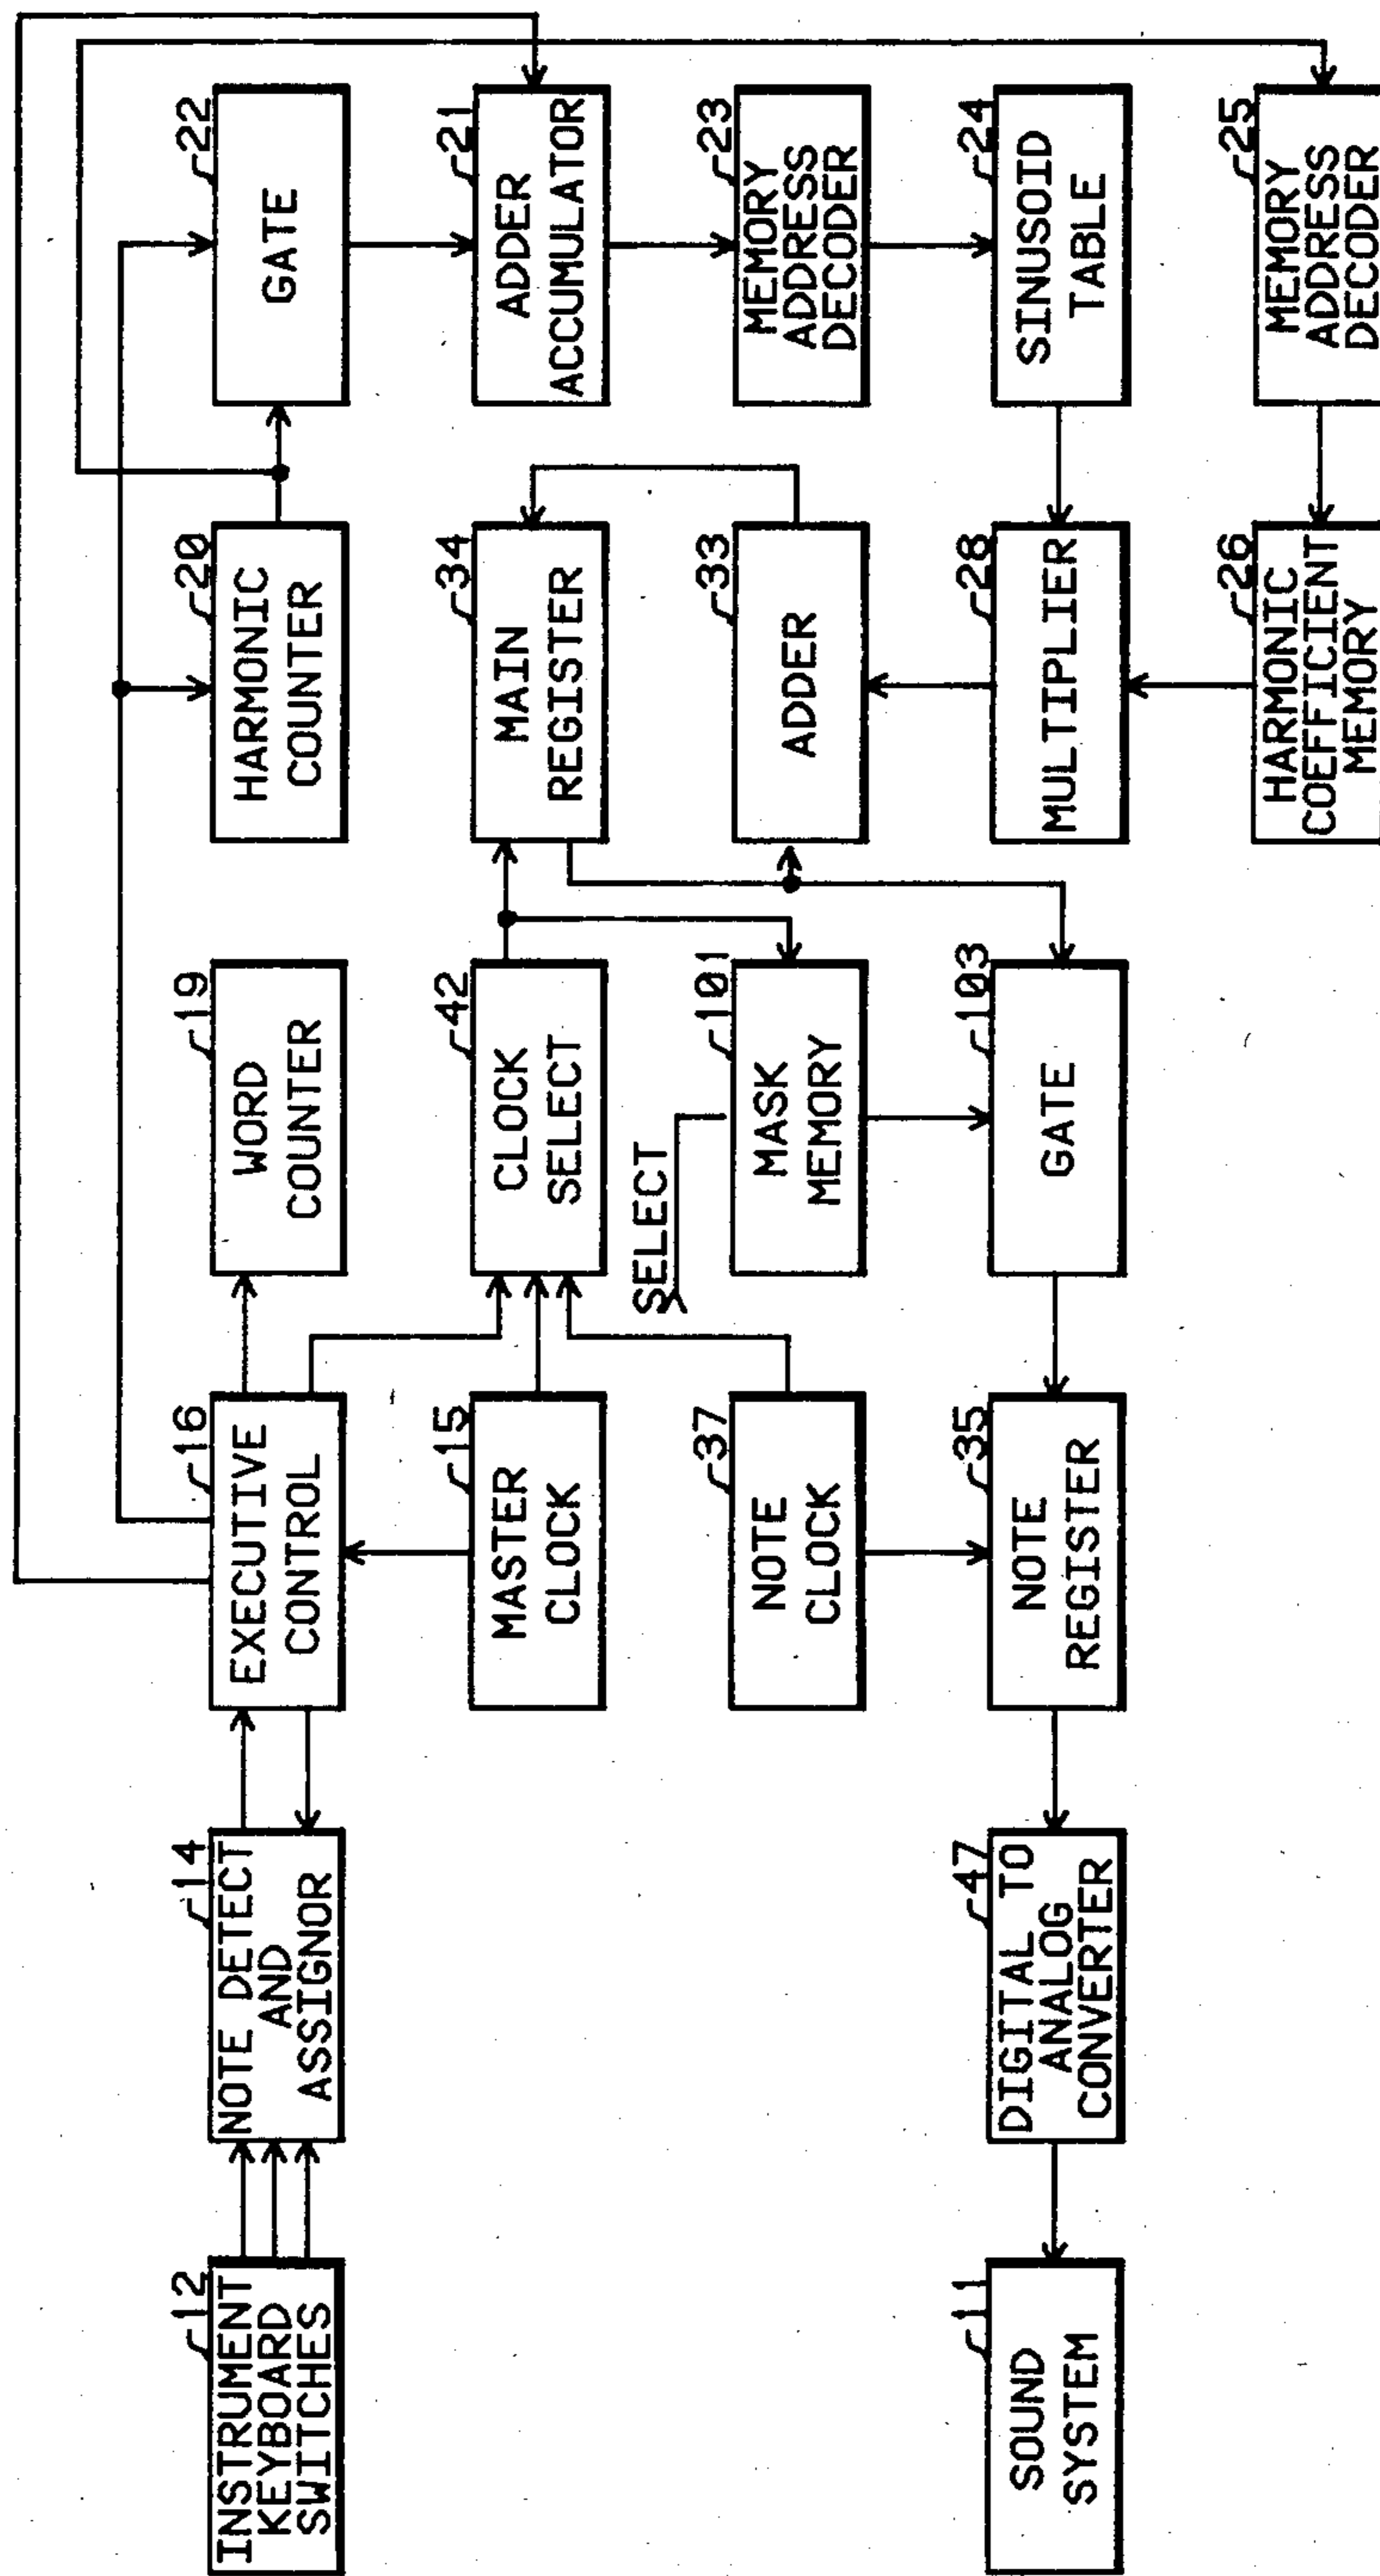 12
INSTRUMENT
KEYBOARD
SWITCHES
14
NOTE DETECT
AND
ASSIGNOR
16
EXECUTIVE
CONTROL
19
WORD
COUNTER
20
HARMONIC
COUNTER
22
GATE
15
MASTER
CLOCK
42
CLOCK
SELECT
34
MAIN
REGISTER
21
ADDER
ACCUMULATOR
37
NOTE
CLOCK
SELECT
101
MASK
MEMORY
33
ADDER
23
MEMORY
ADDRESS
DECODER
11
SOUND
SYSTEM
47
DIGITAL TO
ANALOG
CONVERTER
35
NOTE
REGISTER
103
GATE
28
MULTIPLIER
24
SINUSOID
TABLE
26
HARMONIC
COEFFICIENT
MEMORY
25
MEMORY
ADDRESS
DECODER